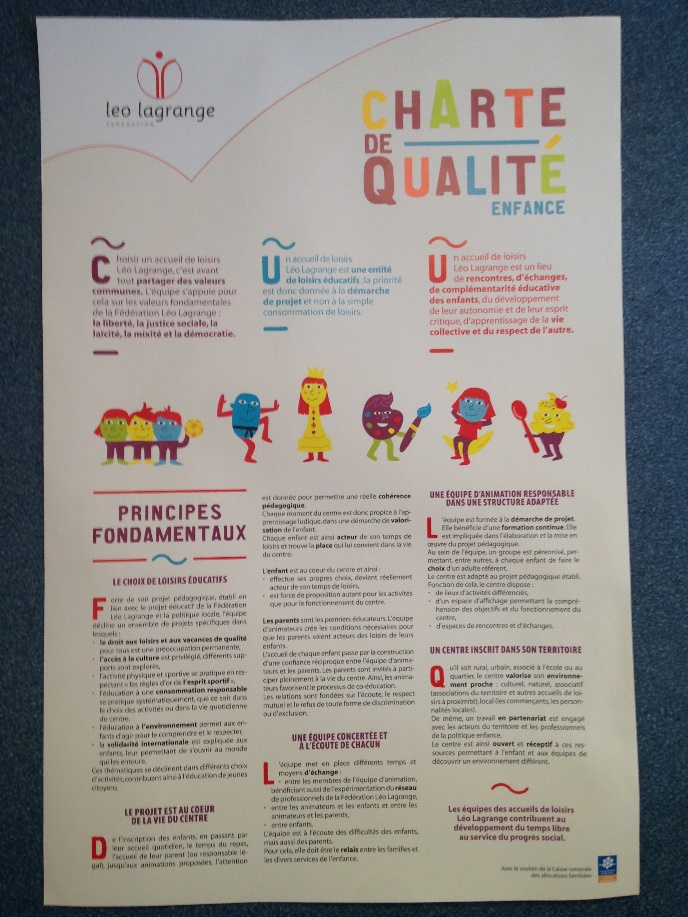 leo lagrange
FEDERATION
CHARTE
DE
QUALITÉ
ENFANCE
Choisir un accueil de loisirs
Léo Lagrange, c'est avant
tout partager des valeurs
communes. L'équipe s'appuie pour
cela sur les valeurs fondamentales
de la Fédération Léo Lagrange :
la liberté, la justice sociale, la
laïcité, la mixité et la démocratie.
Un accueil de loisirs
Léo Lagrange est une entité
de loisirs éducatifs : la priorité
est donc donnée à la démarche
de projet et non à la simple
consommation de loisirs.
Un accueil de loisirs
Léo Lagrange est un lieu
de rencontres, d'échanges,
de complémentarité éducative
des enfants, du développement
de leur autonomie et de leur esprit
critique, d'apprentissage de la vie
collective et du respect de l'autre.
PRINCIPES
FONDAMENTAUX
LE CHOIX DE LOISIRS ÉDUCATIFS
Forte de son projet pédagogique, établi en
lien avec le projet éducatif de la Fédération
Léo Lagrange et la politique locale, l'équipe
décline un ensemble de projets spécifiques dans
lesquels :
• le droit aux loisirs et aux vacances de qualité
pour tous est une préoccupation permanente,
• l'accès à la culture est privilégié, différents sup-
ports sont explorés,
• l'activité physique et sportive se pratique en res-
pectant « les règles d'or de l'esprit sportif »,
• l'éducation à une consommation responsable
se pratique systématiquement, que ce soit dans
le choix des activités ou dans la vie quotidienne
du centre,
• l'éducation à l'environnement permet aux en-
fants d'agir pour le comprendre et le respecter,
• la solidarité internationale est expliquée aux
enfants, leur permettant de s'ouvrir au monde
qui les entoure.
Ces thématiques se déclinent dans différents choix
d'activités, contribuant ainsi à l'éducation de jeunes
citoyens.
LE PROJET EST AU COEUR
DE LA VIE DU CENTRE
De l'inscription des enfants, en passant par
leur accueil quotidien, le temps du repas,
l'accueil de leur parent (ou responsable lé-
gal), jusqu'aux animations proposées, l'attention
est donnée pour permettre une réelle cohérence
pédagogique.
Chaque moment du centre est donc propice à l'ap-
prentissage ludique, dans une démarche de valori-
sation de l'enfant.
Chaque enfant est ainsi acteur de son temps de
loisirs et trouve la place qui lui convient dans la vie
du centre.
L'enfant est au coeur du centre et ainsi :
• effectue ses propres choix, devient réellement
acteur de son temps de loisirs,
• est force de proposition autant pour les activités
que pour le fonctionnement du centre.
Les parents sont les premiers éducateurs. L'équipe
d'animateurs crée les conditions nécessaires pour
que les parents soient acteurs des loisirs de leurs
enfants.
L'accueil de chaque enfant passe par la construction
d'une confiance réciproque entre l'équipe d'anima-
teurs et les parents. Les parents sont invités à parti-
ciper pleinement à la vie du centre. Ainsi, les anima-
teurs favorisent le processus de co-éducation.
Les relations sont fondées sur l'écoute, le respect
mutuel et le refus de toute forme de discrimination
ou d'exclusion.
UNE ÉQUIPE CONCERTÉE ET
À L'ÉCOUTE DE CHACUN
L'équipe met en place différents temps et
moyens d'échange :
• entre les membres de l'équipe d'animation,
bénéficiant aussi de l'expérimentation du réseau
de professionnels de la Fédération Léo Lagrange,
• entre les animateurs et les enfants et entre les
animateurs et les parents,
• entre enfants.
L'équipe est à l'écoute des difficultés des enfants,
mais aussi des parents.
Pour cela, elle doit être le relais entre les familles et
les divers services de l'enfance.
UNE ÉQUIPE D'ANIMATION RESPONSABLE
DANS UNE STRUCTURE ADAPTÉE
L'équipe est formée à la démarche de projet.
Elle bénéficie d'une formation continue. Elle
est impliquée dans l'élaboration et la mise en
œuvre du projet pédagogique.
Au sein de l'équipe, un groupe est pérennisé, per-
mettant, entre autres, à chaque enfant de faire le
choix d'un adulte référent.
Le centre est adapté au projet pédagogique établi.
Fonction de cela, le centre dispose :
• de lieux d'activités différenciés,
• d'un espace d'affichage permettant la compré-
hension des objectifs et du fonctionnement du
centre,
• d'espaces de rencontres et d'échanges.
UN CENTRE INSCRIT DANS SON TERRITOIRE
Qu'il soit rural, urbain, associé à l'école ou au
quartier, le centre valorise son environne-
ment proche : culturel, naturel, associatif
(associations du territoire et autres accueils de loi-
sirs à proximité), local (les commerçants, les person-
nalités locales).
De même, un travail en partenariat est engagé
avec les acteurs du territoire et les professionnels
de la politique enfance.
Le centre est ainsi ouvert et réceptif à ces res-
sources permettant à l'enfant et aux équipes de
découvrir un environnement différent.
Les équipes des accueils de loisirs
Léo Lagrange contribuent au
développement du temps libre
au service du progrès social.
Avec le soutien de la Caisse nationale
des allocations familiales